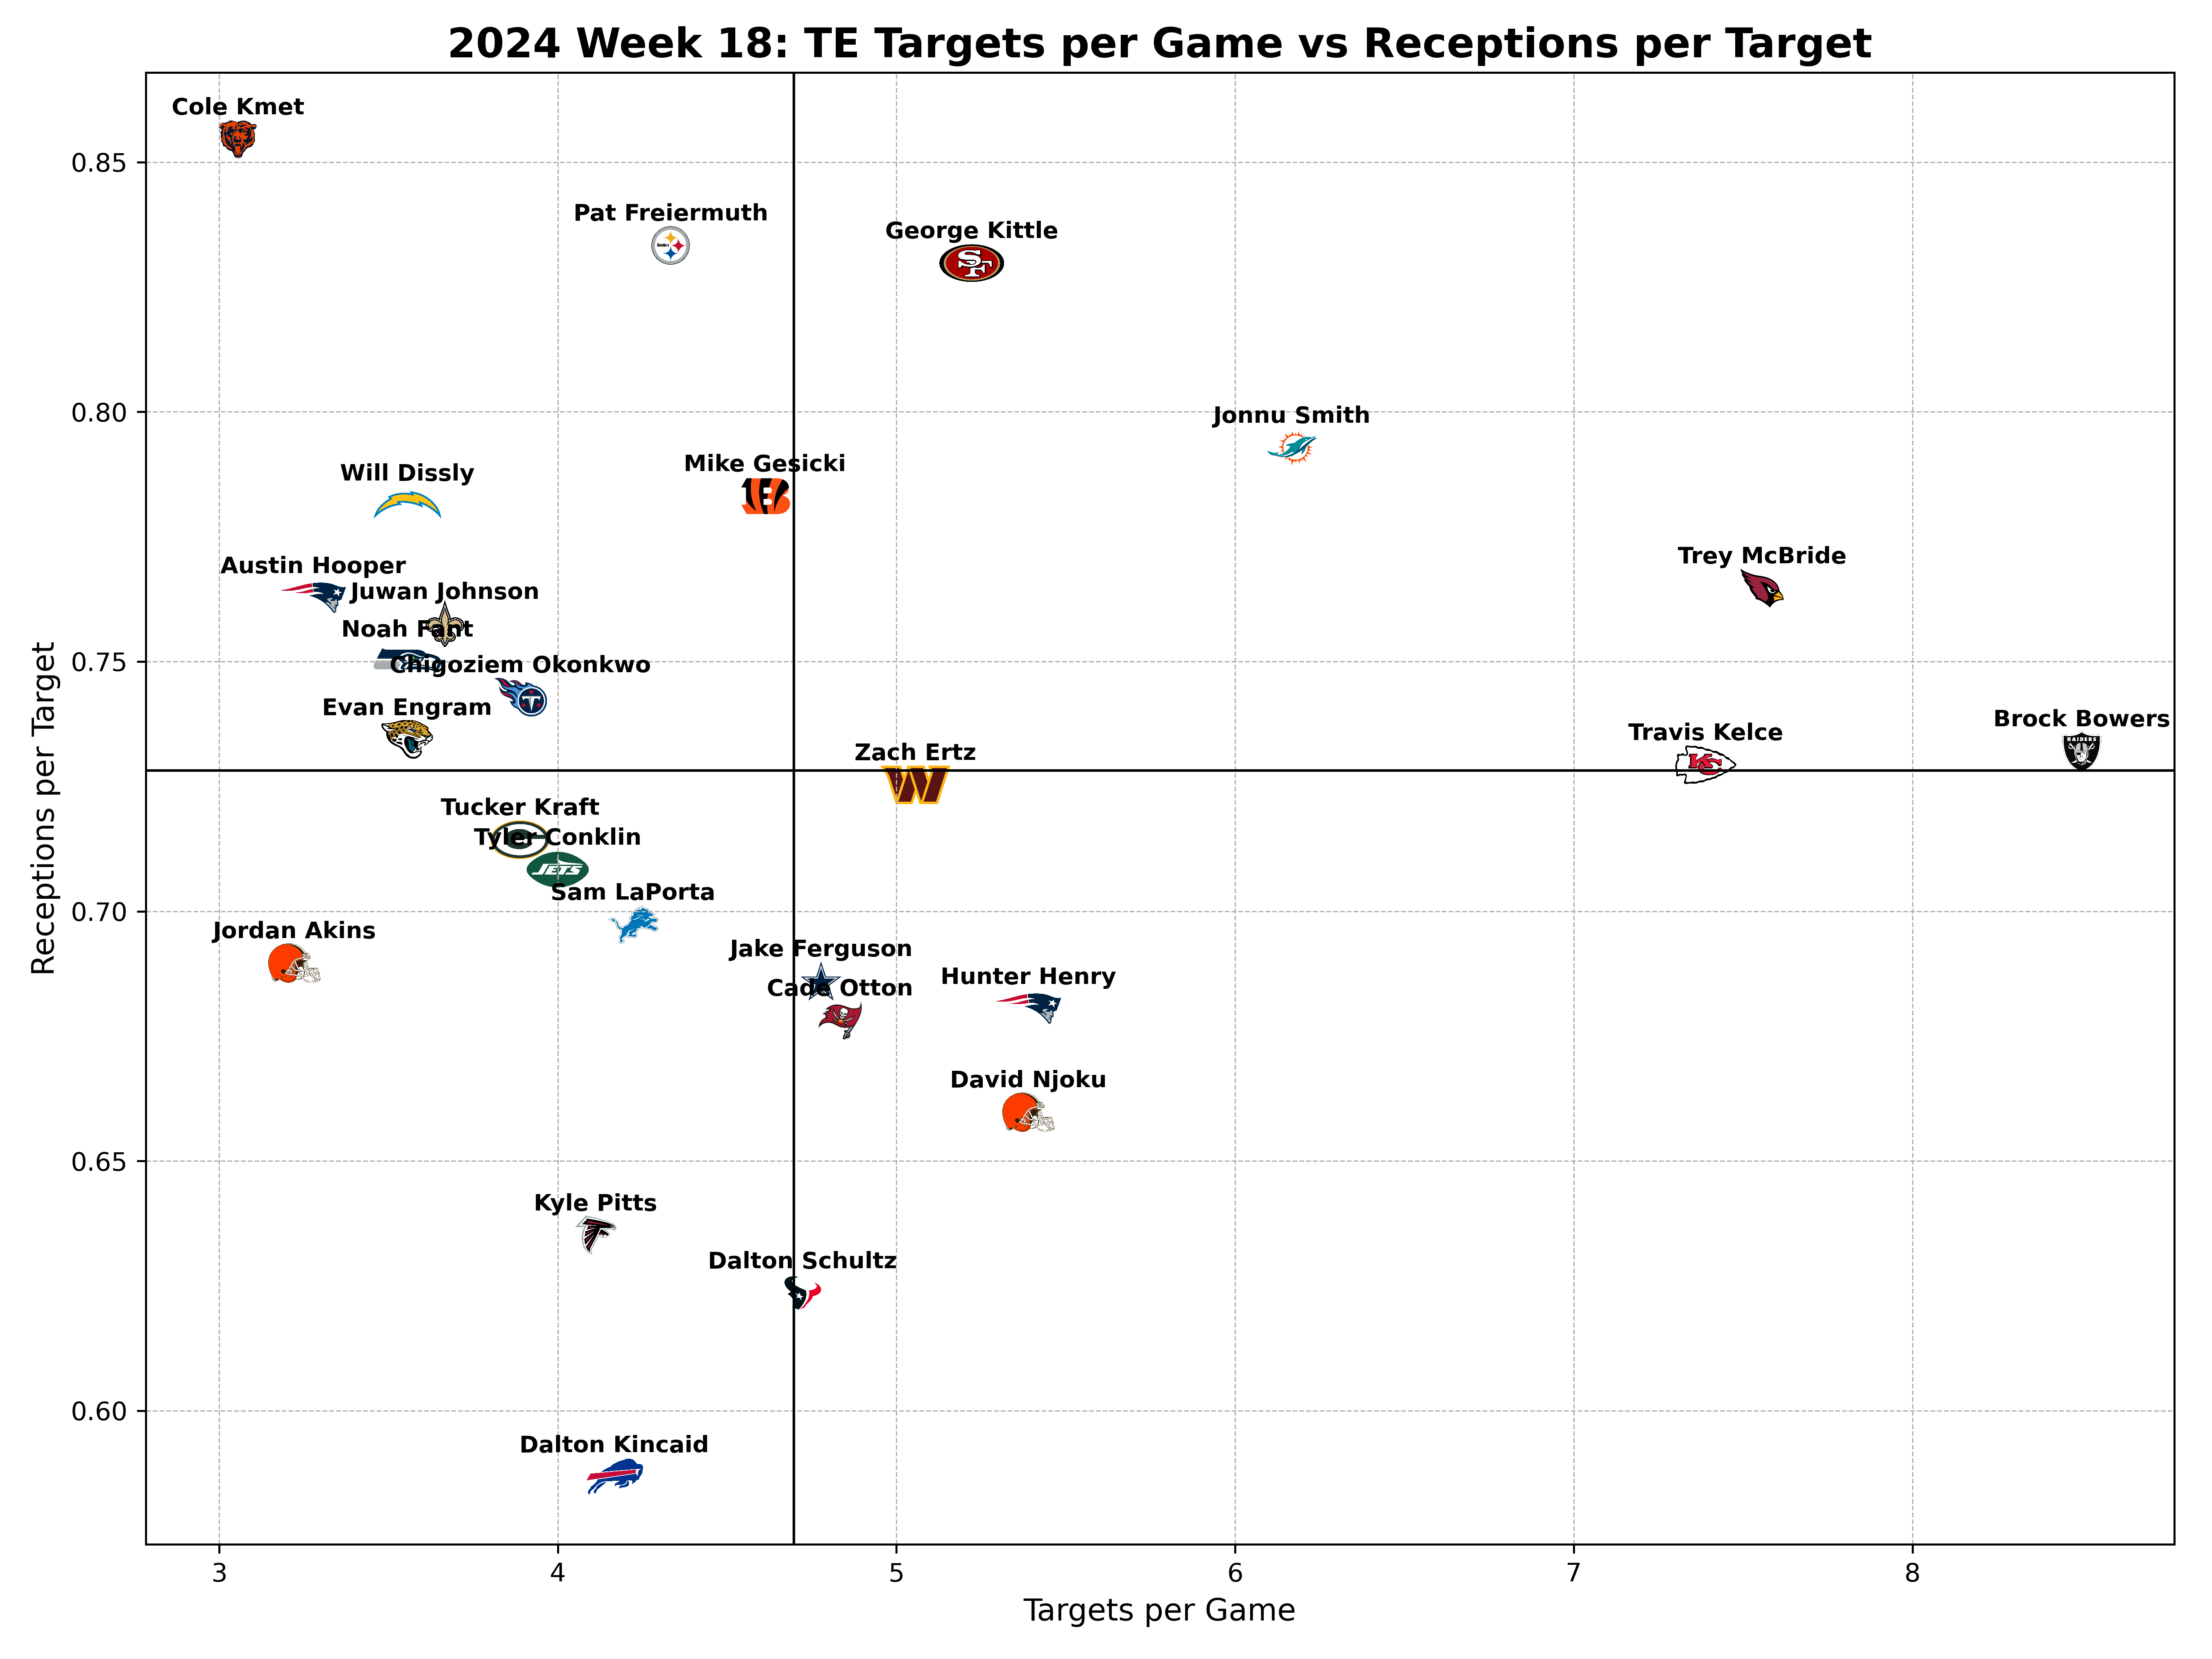 2024 Week 18: TE Targets per Game vs Receptions per Target
Cole Kmet
0.85
Pat Freiermuth
George Kittle
SF
0.80
Jonnu Smith
Mike Gesicki
B
Will Dissly
Austin Hooper
Trey McBride
Juwan Johnson
Noah Fant
0.75
Chigoziem Okonkwo
T
Evan Engram
Brock Bowers
RAIDERS
Travis Kelce
KC
Zach Ertz
W
Tucker Kraft
G
Tyler Conklin
JETS
Sam LaPorta
0.70
Jordan Akins
Jake Ferguson
Hunter Henry
Cade Otton
David Njoku
0.65
Kyle Pitts
Dalton Schultz
0.60
Dalton Kincaid
Receptions per Target
3
4
5
6
7
8
Targets per Game